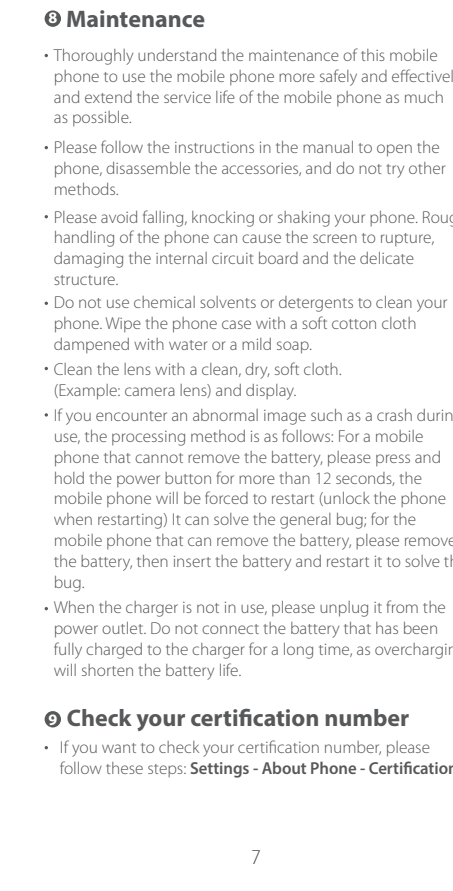 ❽ Maintenance
• Thoroughly understand the maintenance of this mobile
phone to use the mobile phone more safely and effectivel
and extend the service life of the mobile phone as much
as possible.
• Please follow the instructions in the manual to open the
phone, disassemble the accessories, and do not try other
methods.
• Please avoid falling, knocking or shaking your phone. Roug
handling of the phone can cause the screen to rupture,
damaging the internal circuit board and the delicate
structure.
• Do not use chemical solvents or detergents to clean your
phone. Wipe the phone case with a soft cotton cloth
dampened with water or a mild soap.
• Clean the lens with a clean, dry, soft cloth.
(Example: camera lens) and display.
• If you encounter an abnormal image such as a crash durin
use, the processing method is as follows: For a mobile
phone that cannot remove the battery, please press and
hold the power button for more than 12 seconds, the
mobile phone will be forced to restart (unlock the phone
when restarting) It can solve the general bug; for the
mobile phone that can remove the battery, please remove
the battery, then insert the battery and restart it to solve th
bug.
• When the charger is not in use, please unplug it from the
power outlet. Do not connect the battery that has been
fully charged to the charger for a long time, as overchargin
will shorten the battery life.
❾ Check your certification number
• If you want to check your certification number, please
follow these steps: Settings - About Phone - Certification
7